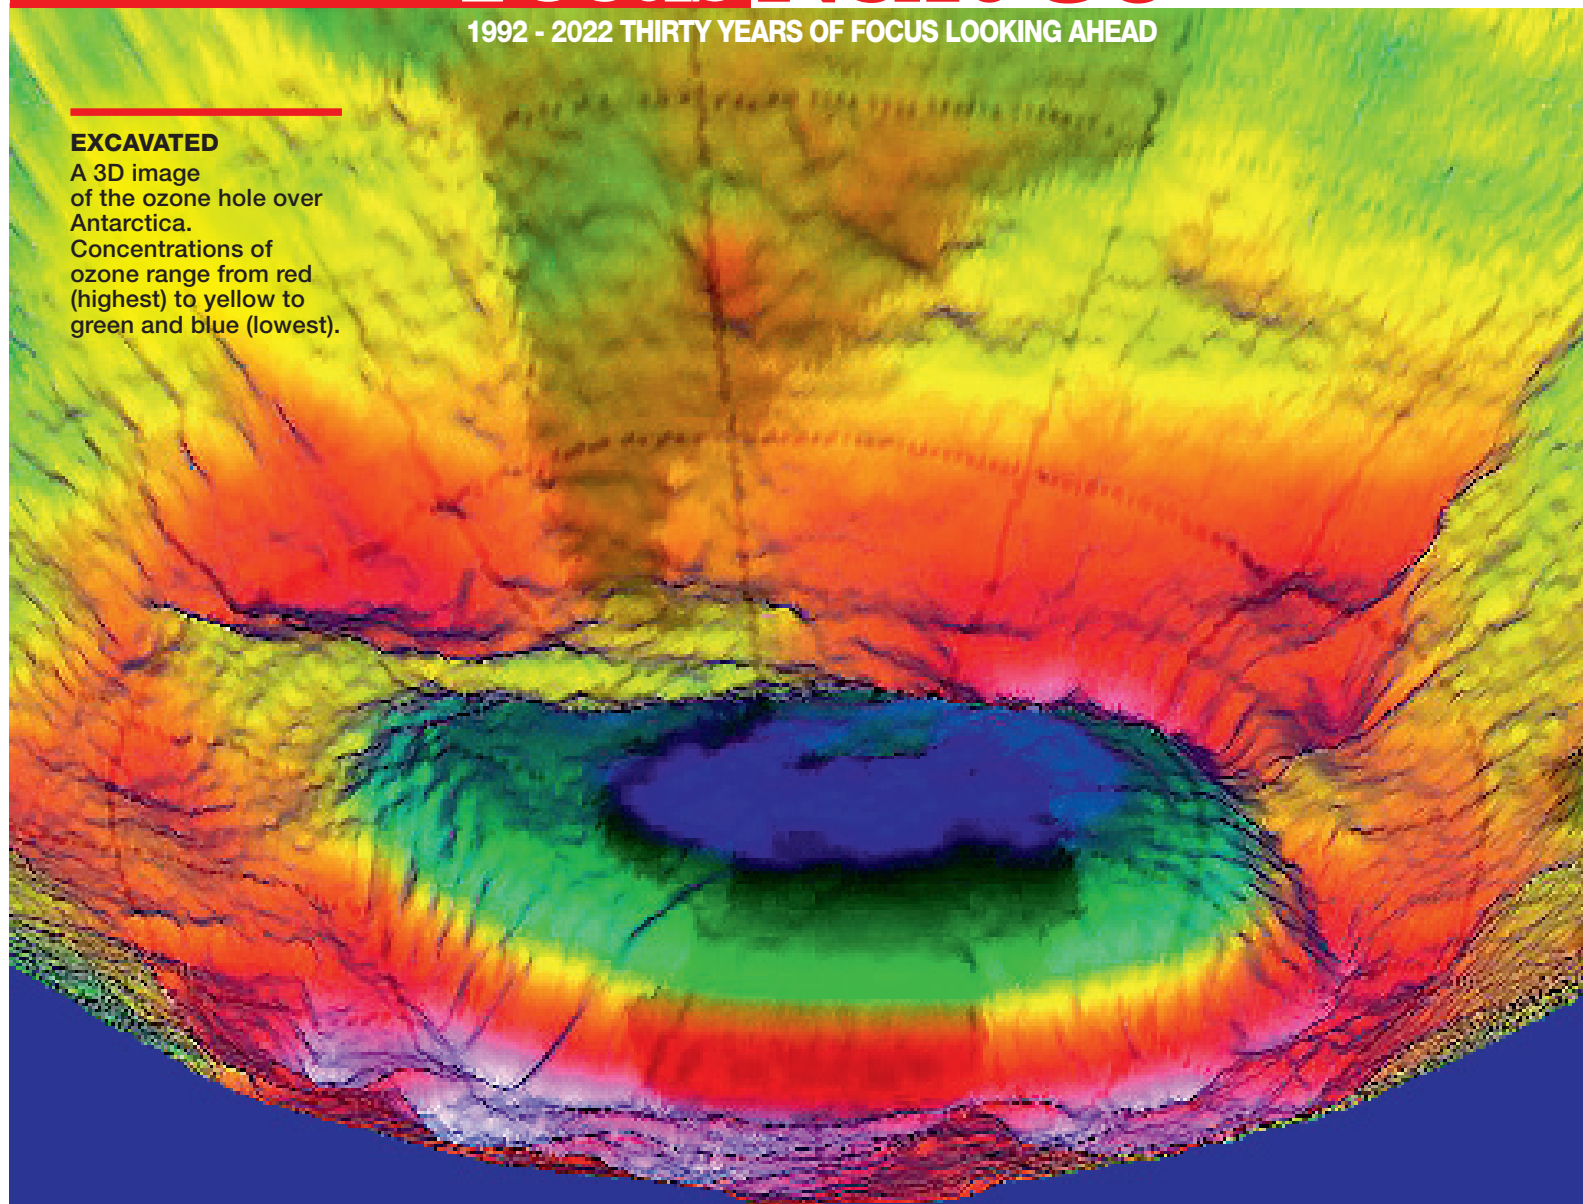 1992 - 2022 THIRTY YEARS OF FOCUS LOOKING AHEAD
EXCAVATED
A 3D image
of the ozone hole over
Antarctica.
Concentrations of
ozone range from red
(highest) to yellow to
green and blue (lowest).